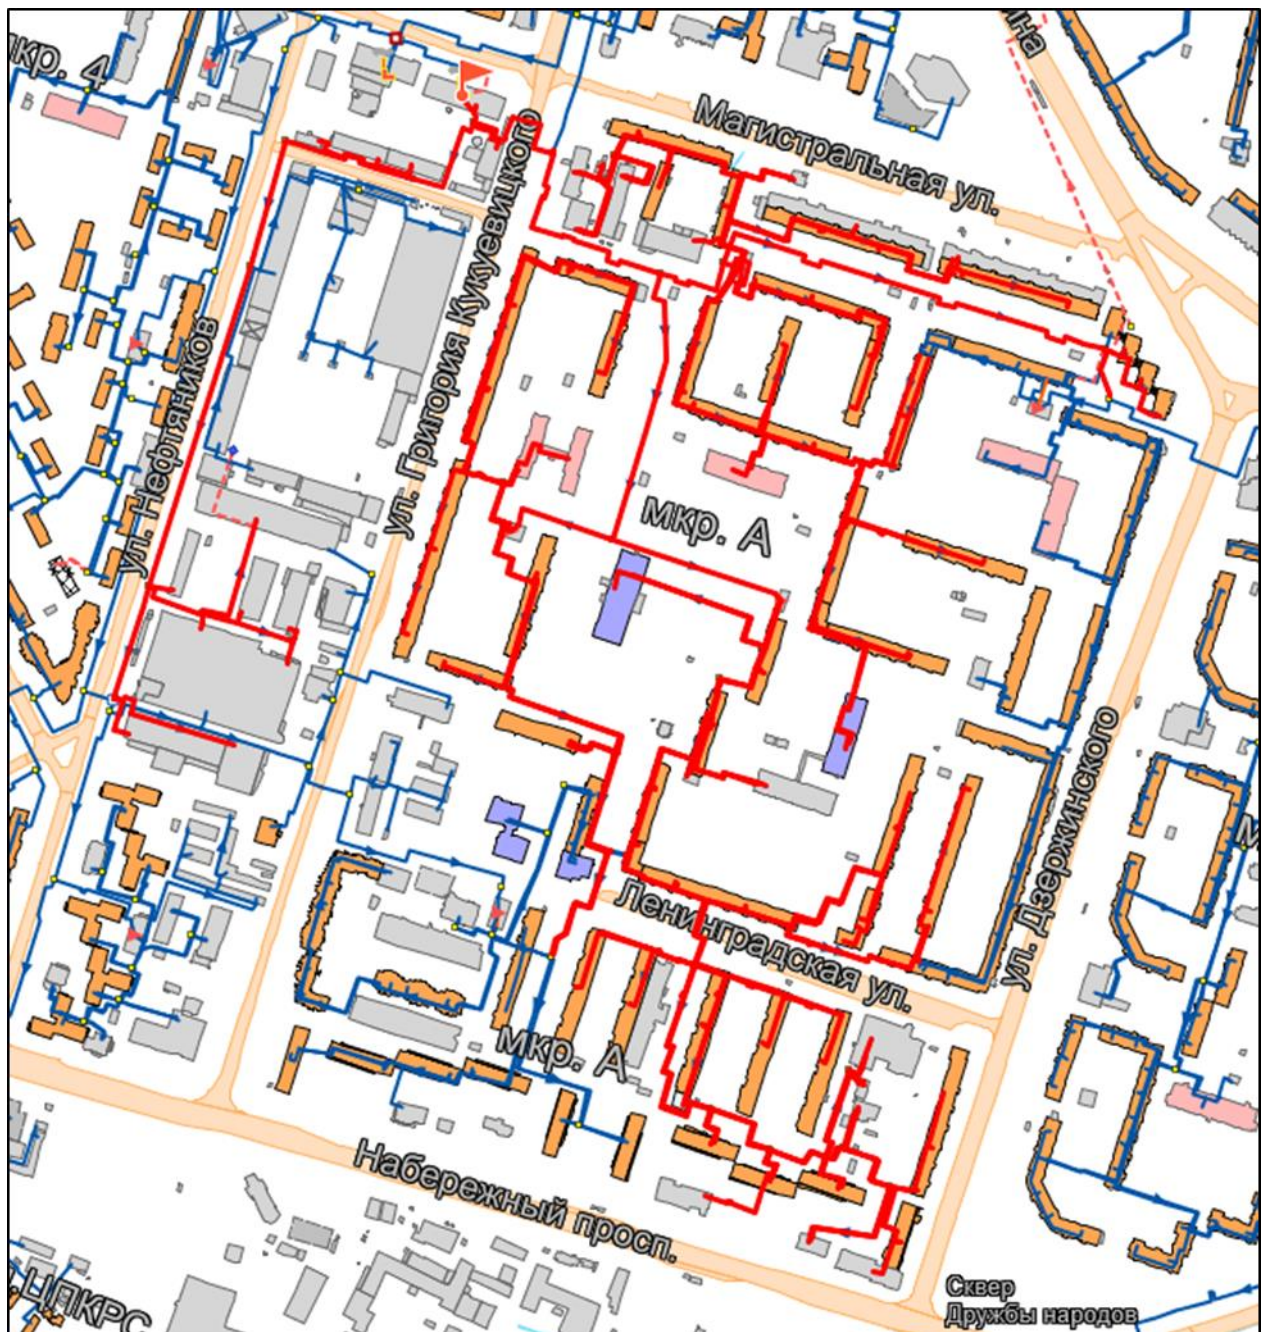 мкр. 4
Магистральная ул.
ул. Григория Кукуевицкого
ул. Нефтяников
мкр. А
ул. Дзержинского
Ленинградская ул.
мкр. А
Набережный просп.
Сквер
Дружбы народов